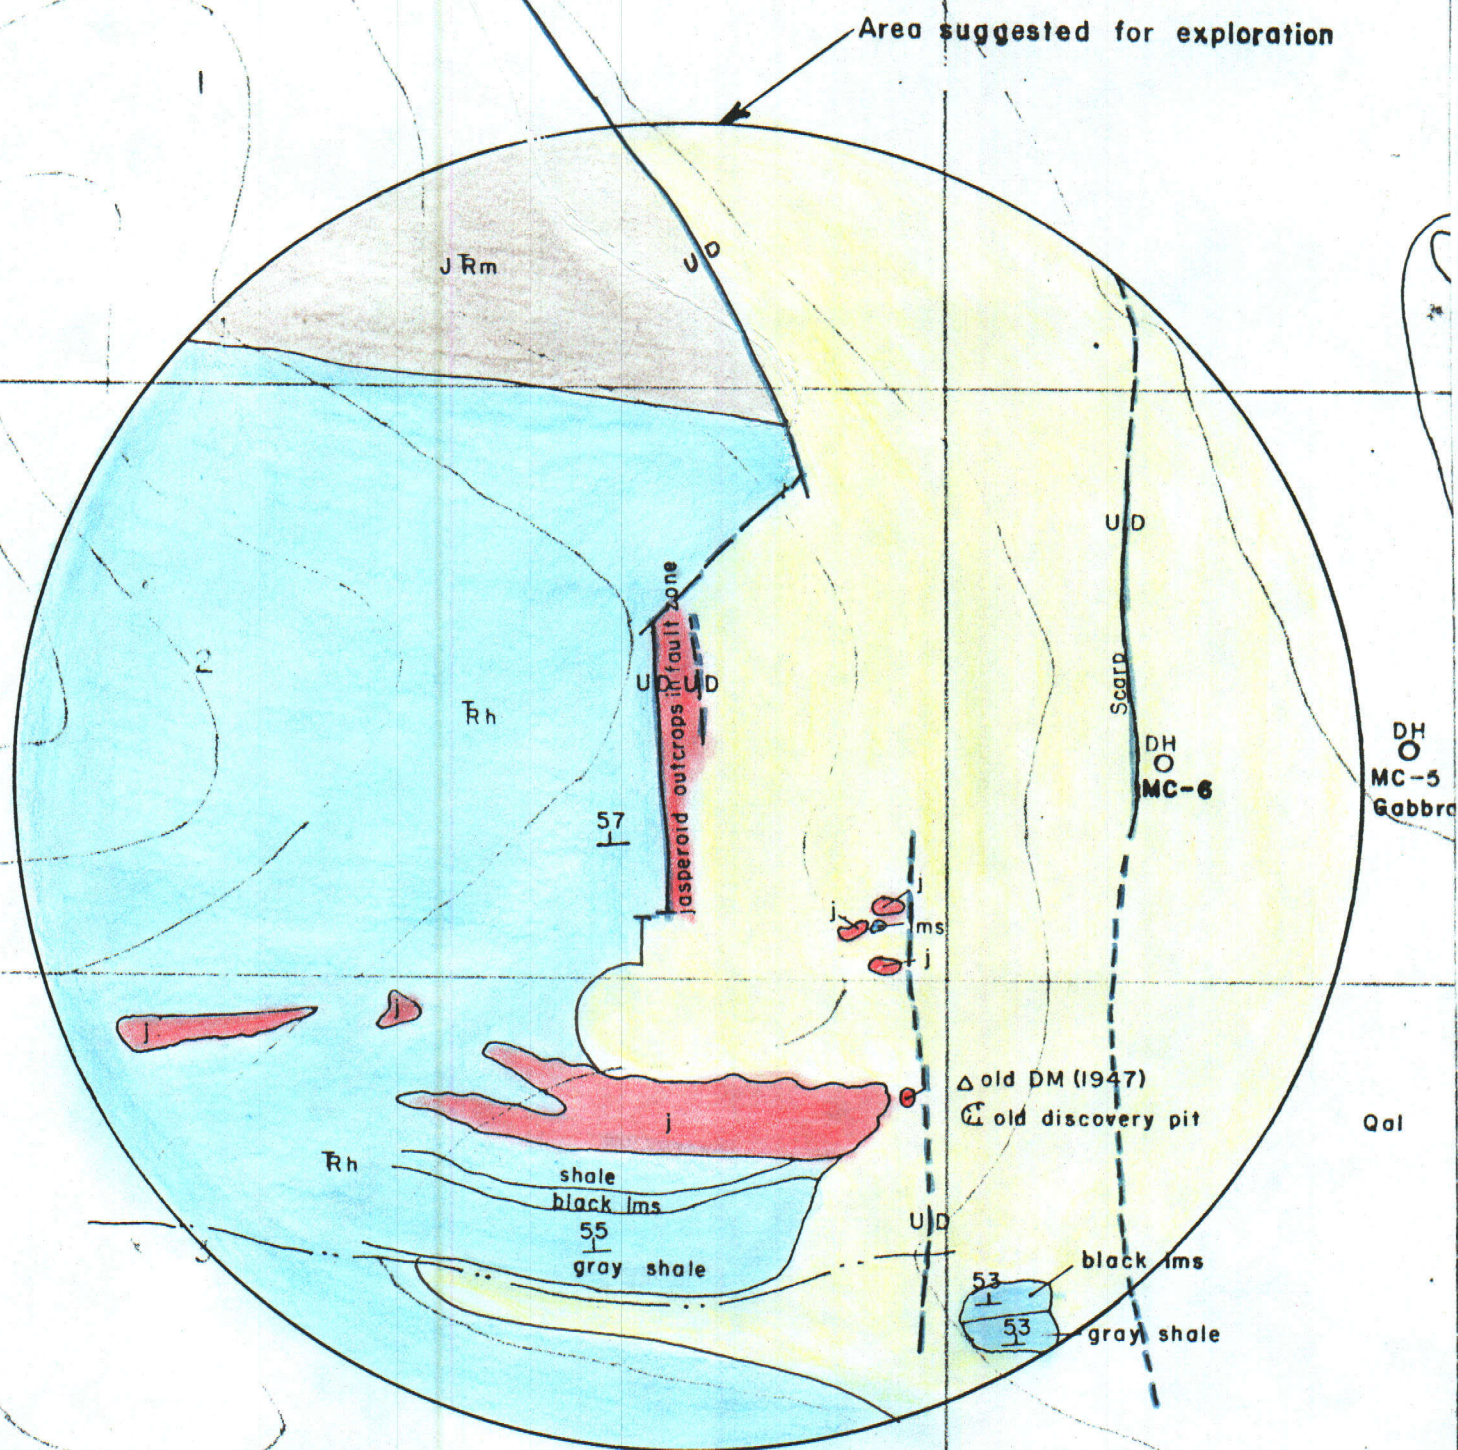 Area suggested for exploration
1
J TRm
U D
U D
jasperoid outcrops in fault zone
2
TRh
U D
U D
Scarp
DH
MC-6
DH
MC-5
Gabbro
57
j
j
ms
j
j
j
old DM (1947)
old discovery pit
j
Qal
TRh
shale
black lms
55
gray shale
U D
3
black lms
53
53
gray shale